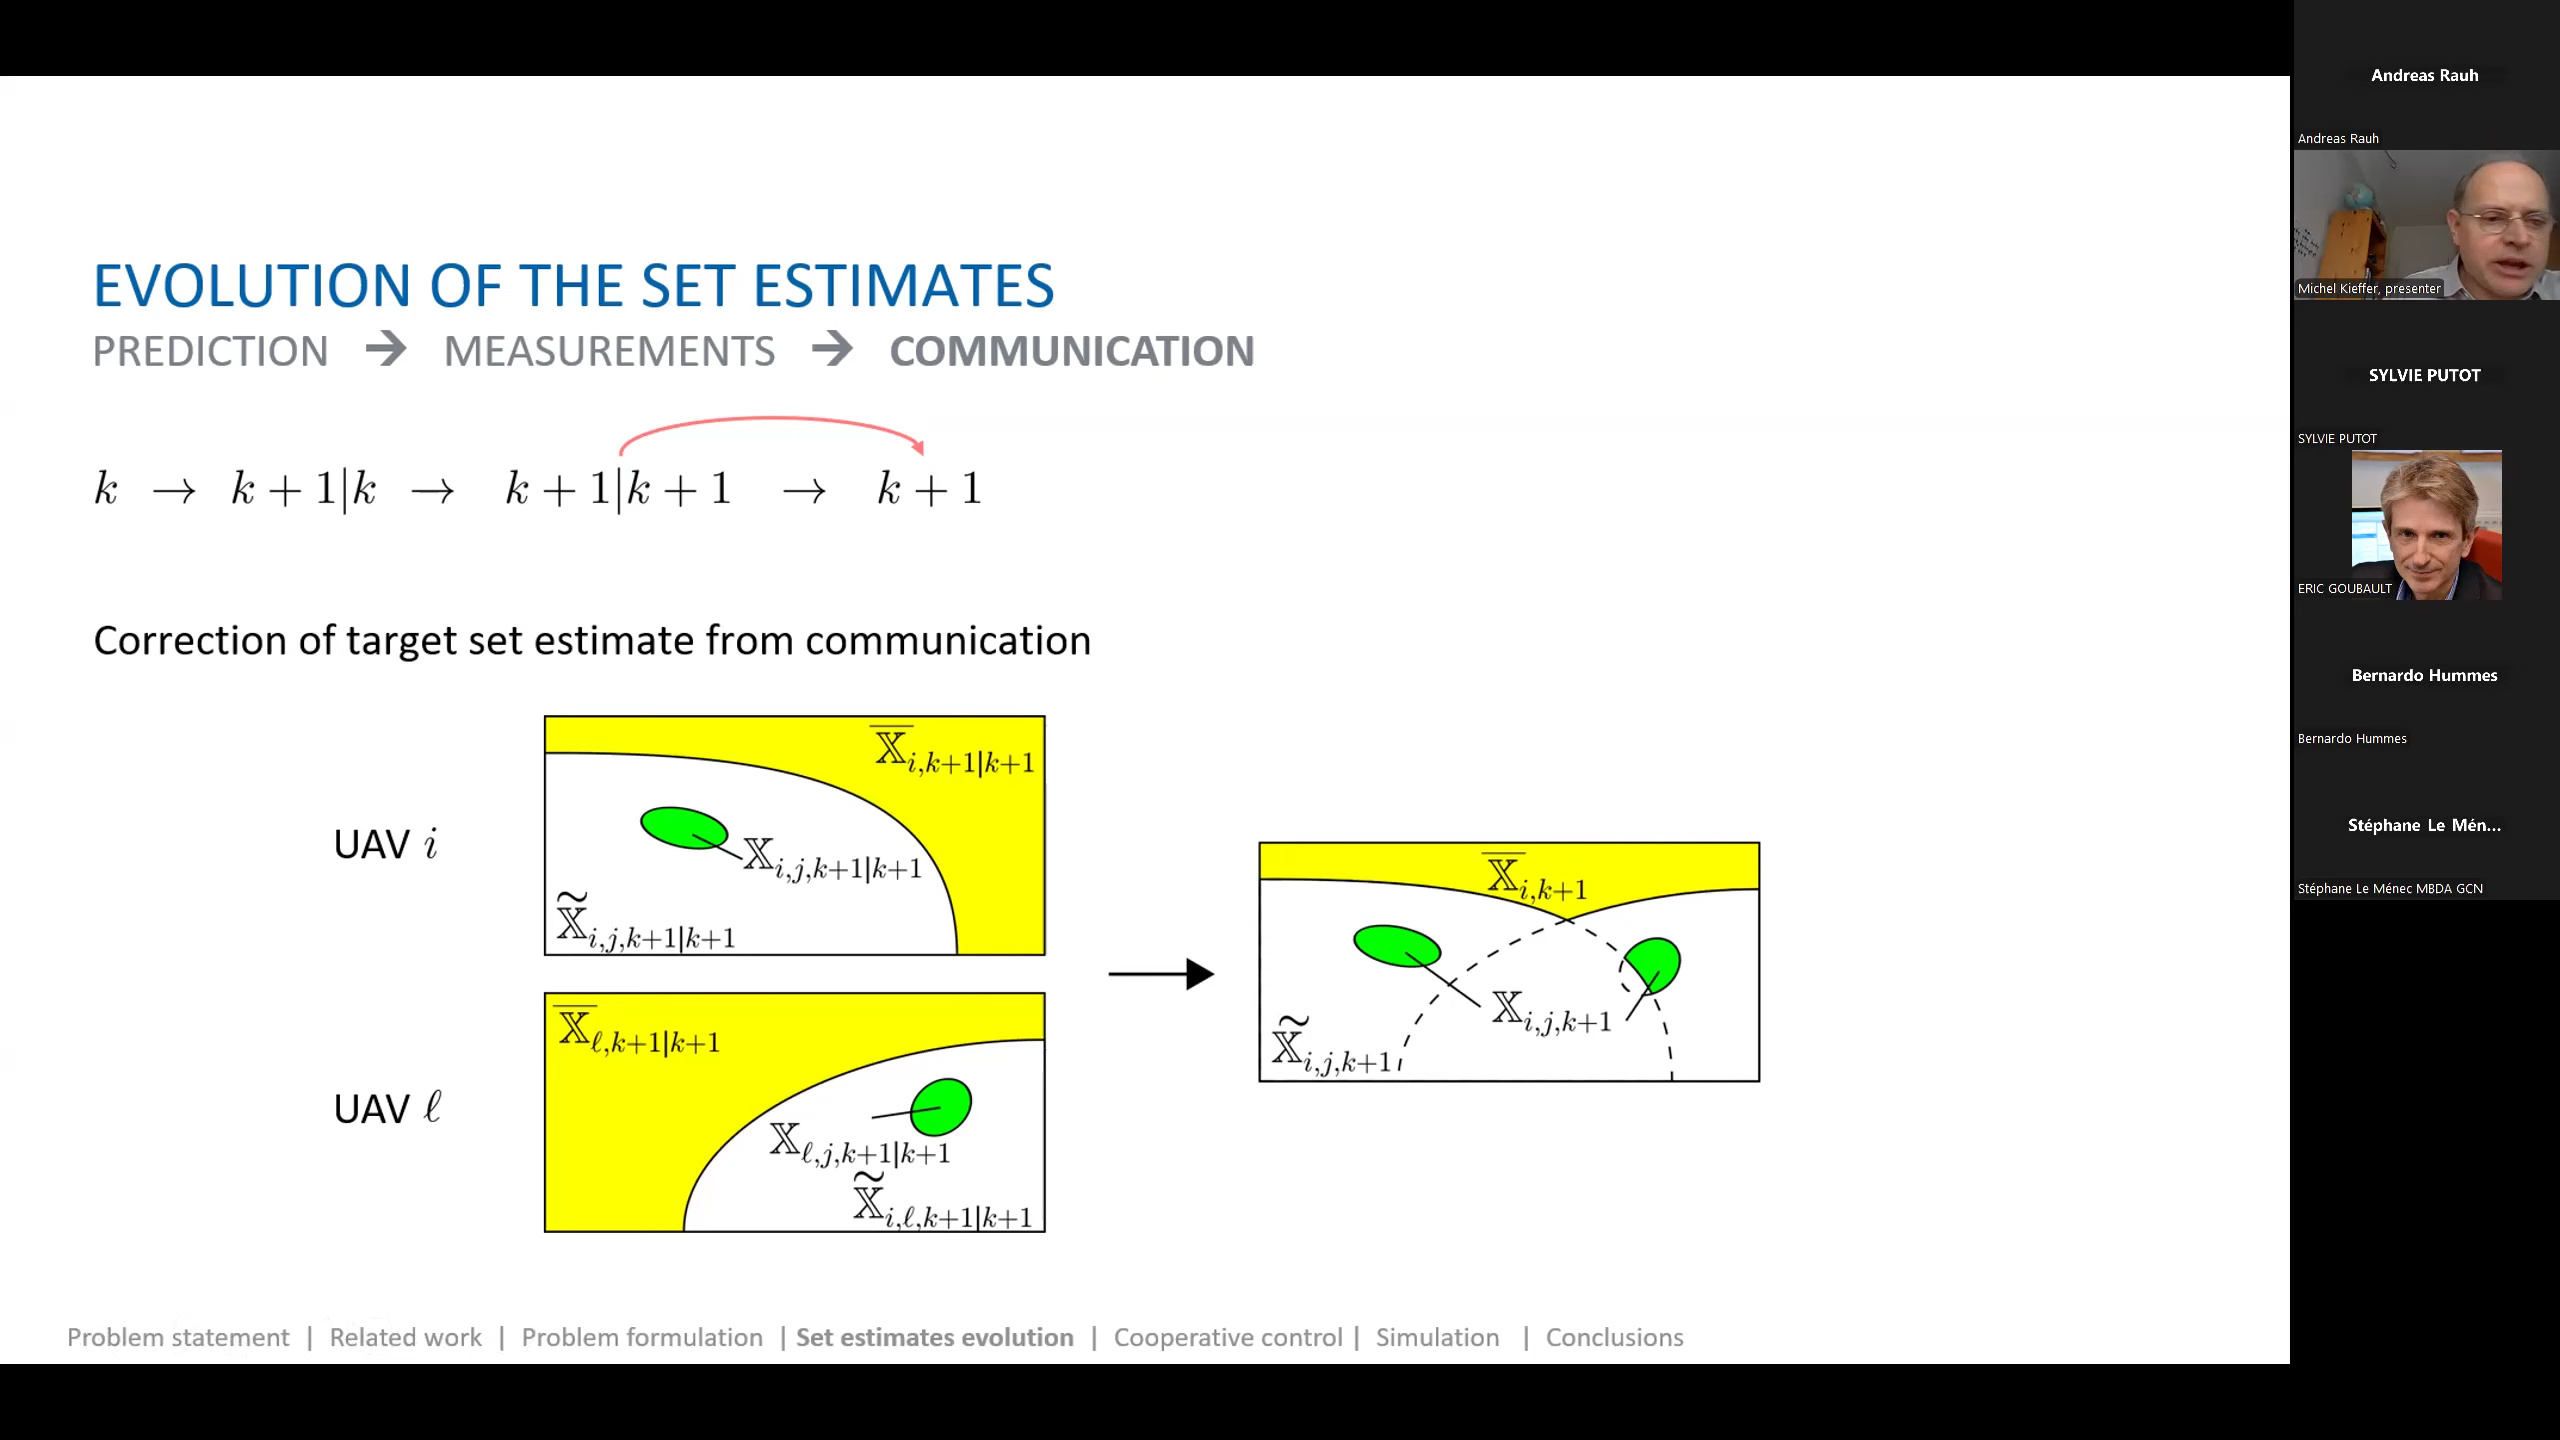 EVOLUTION OF THE SET ESTIMATES
PREDICTION ➔ MEASUREMENTS ➔ COMMUNICATION
k → k + 1|k → k + 1|k + 1 → k + 1
Correction of target set estimate from communication
UAV i
X̅_{i,k+1|k+1}
𝕏_{i,j,k+1|k+1}
𝕏̃_{i,j,k+1|k+1}
UAV ℓ
𝕏̅_{ℓ,k+1|k+1}
𝕏_{ℓ,j,k+1|k+1}
𝕏̃_{i,ℓ,k+1|k+1}
𝕏̅_{i,k+1}
𝕏_{i,j,k+1}
𝕏̃_{i,j,k+1}
Problem statement | Related work | Problem formulation | Set estimates evolution | Cooperative control | Simulation | Conclusions
Andreas Rauh
Andreas Rauh
Michel Kieffer, presenter
SYLVIE PUTOT
SYLVIE PUTOT
ERIC GOUBAULT
Bernardo Hummes
Bernardo Hummes
Stéphane Le Mén...
Stéphane Le Ménec MBDA GCN